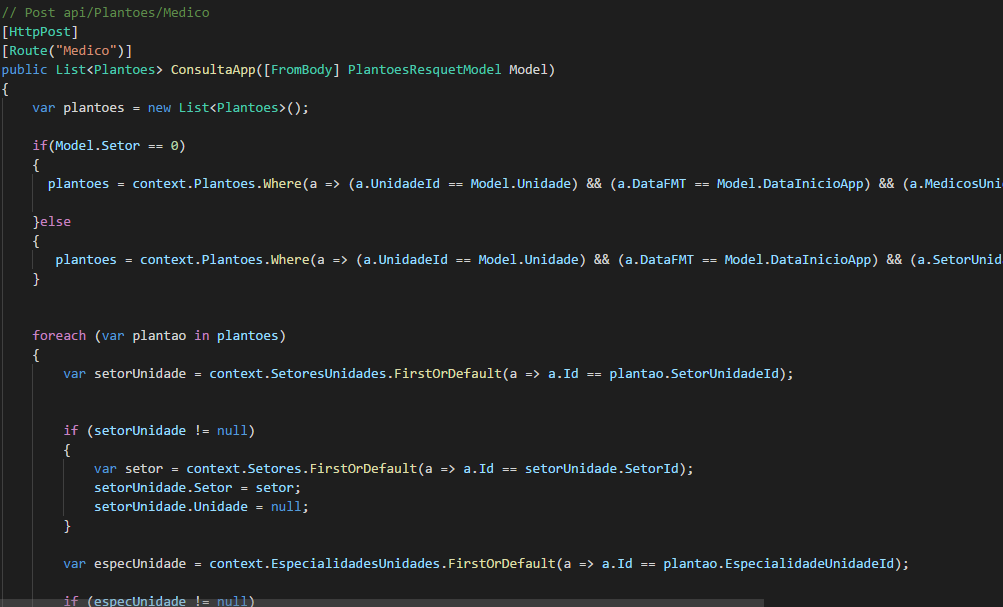 // Post api/Plantoes/Medico
[HttpPost]
[Route("Medico")]
public List<Plantoes> ConsultaApp([FromBody] PlantoesResquetModel Model)
{
var plantoes = new List<Plantoes>();
if(Model.Setor == 0)
{
plantoes = context.Plantoes.Where(a => (a.UnidadeId == Model.Unidade) && (a.DataFMT == Model.DataInicioApp) && (a.MedicosUni
}else
{
plantoes = context.Plantoes.Where(a => (a.UnidadeId == Model.Unidade) && (a.DataFMT == Model.DataInicioApp) && (a.SetorUnid
}
foreach (var plantao in plantoes)
{
var setorUnidade = context.SetoresUnidades.FirstOrDefault(a => a.Id == plantao.SetorUnidadeId);
if (setorUnidade != null)
{
var setor = context.Setores.FirstOrDefault(a => a.Id == setorUnidade.SetorId);
setorUnidade.Setor = setor;
setorUnidade.Unidade = null;
}
var especUnidade = context.EspecialidadesUnidades.FirstOrDefault(a => a.Id == plantao.EspecialidadeUnidadeId);
if (especUnidade != null)